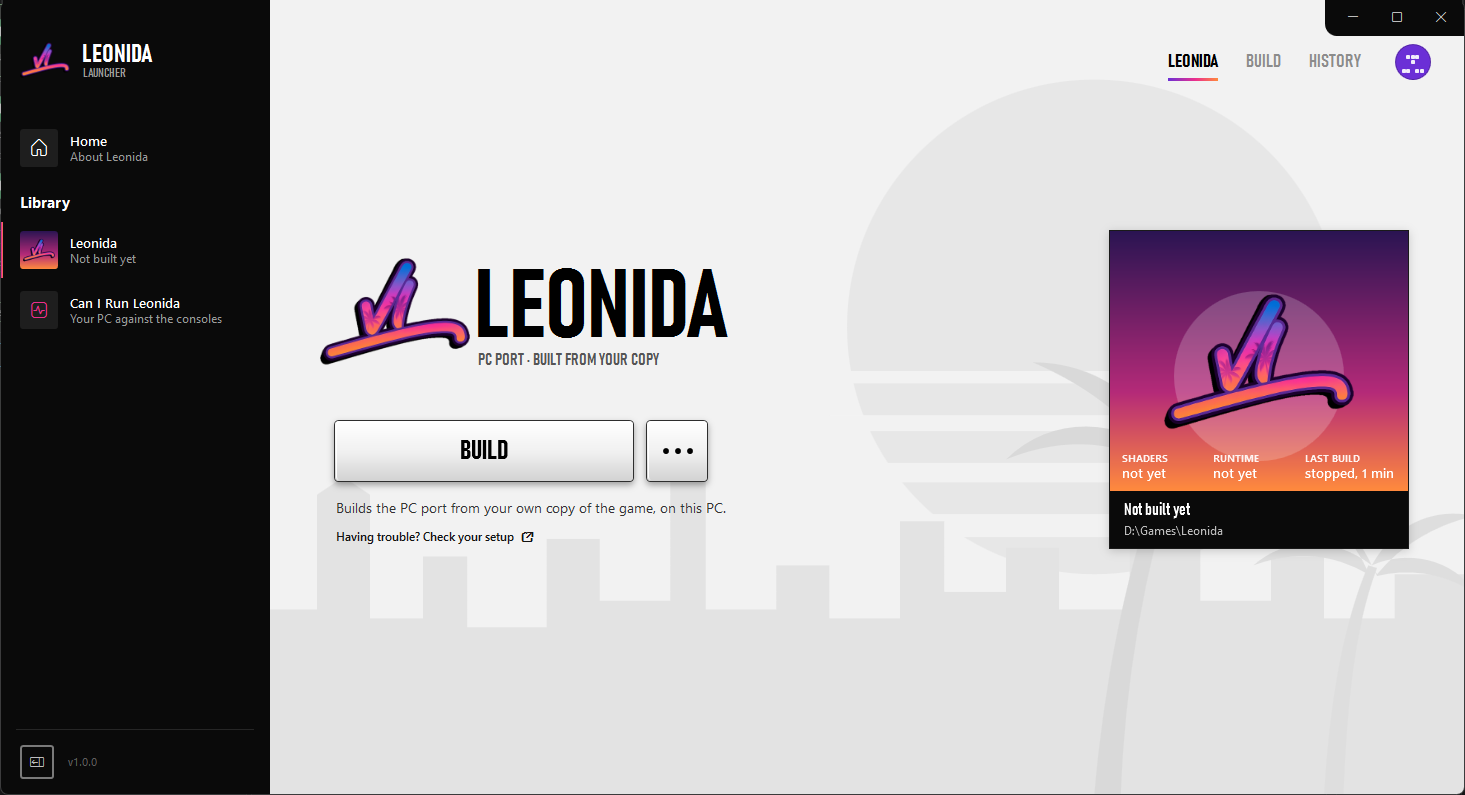 LEONIDA
LAUNCHER
Home
About Leonida
Library
Leonida
Not built yet
Can I Run Leonida
Your PC against the consoles
v1.0.0
LEONIDA BUILD HISTORY
LEONIDA
PC PORT · BUILT FROM YOUR COPY
BUILD
Builds the PC port from your own copy of the game, on this PC.
Having trouble? Check your setup
SHADERS RUNTIME LAST BUILD
not yet not yet stopped, 1 min
Not built yet
D:\Games\Leonida